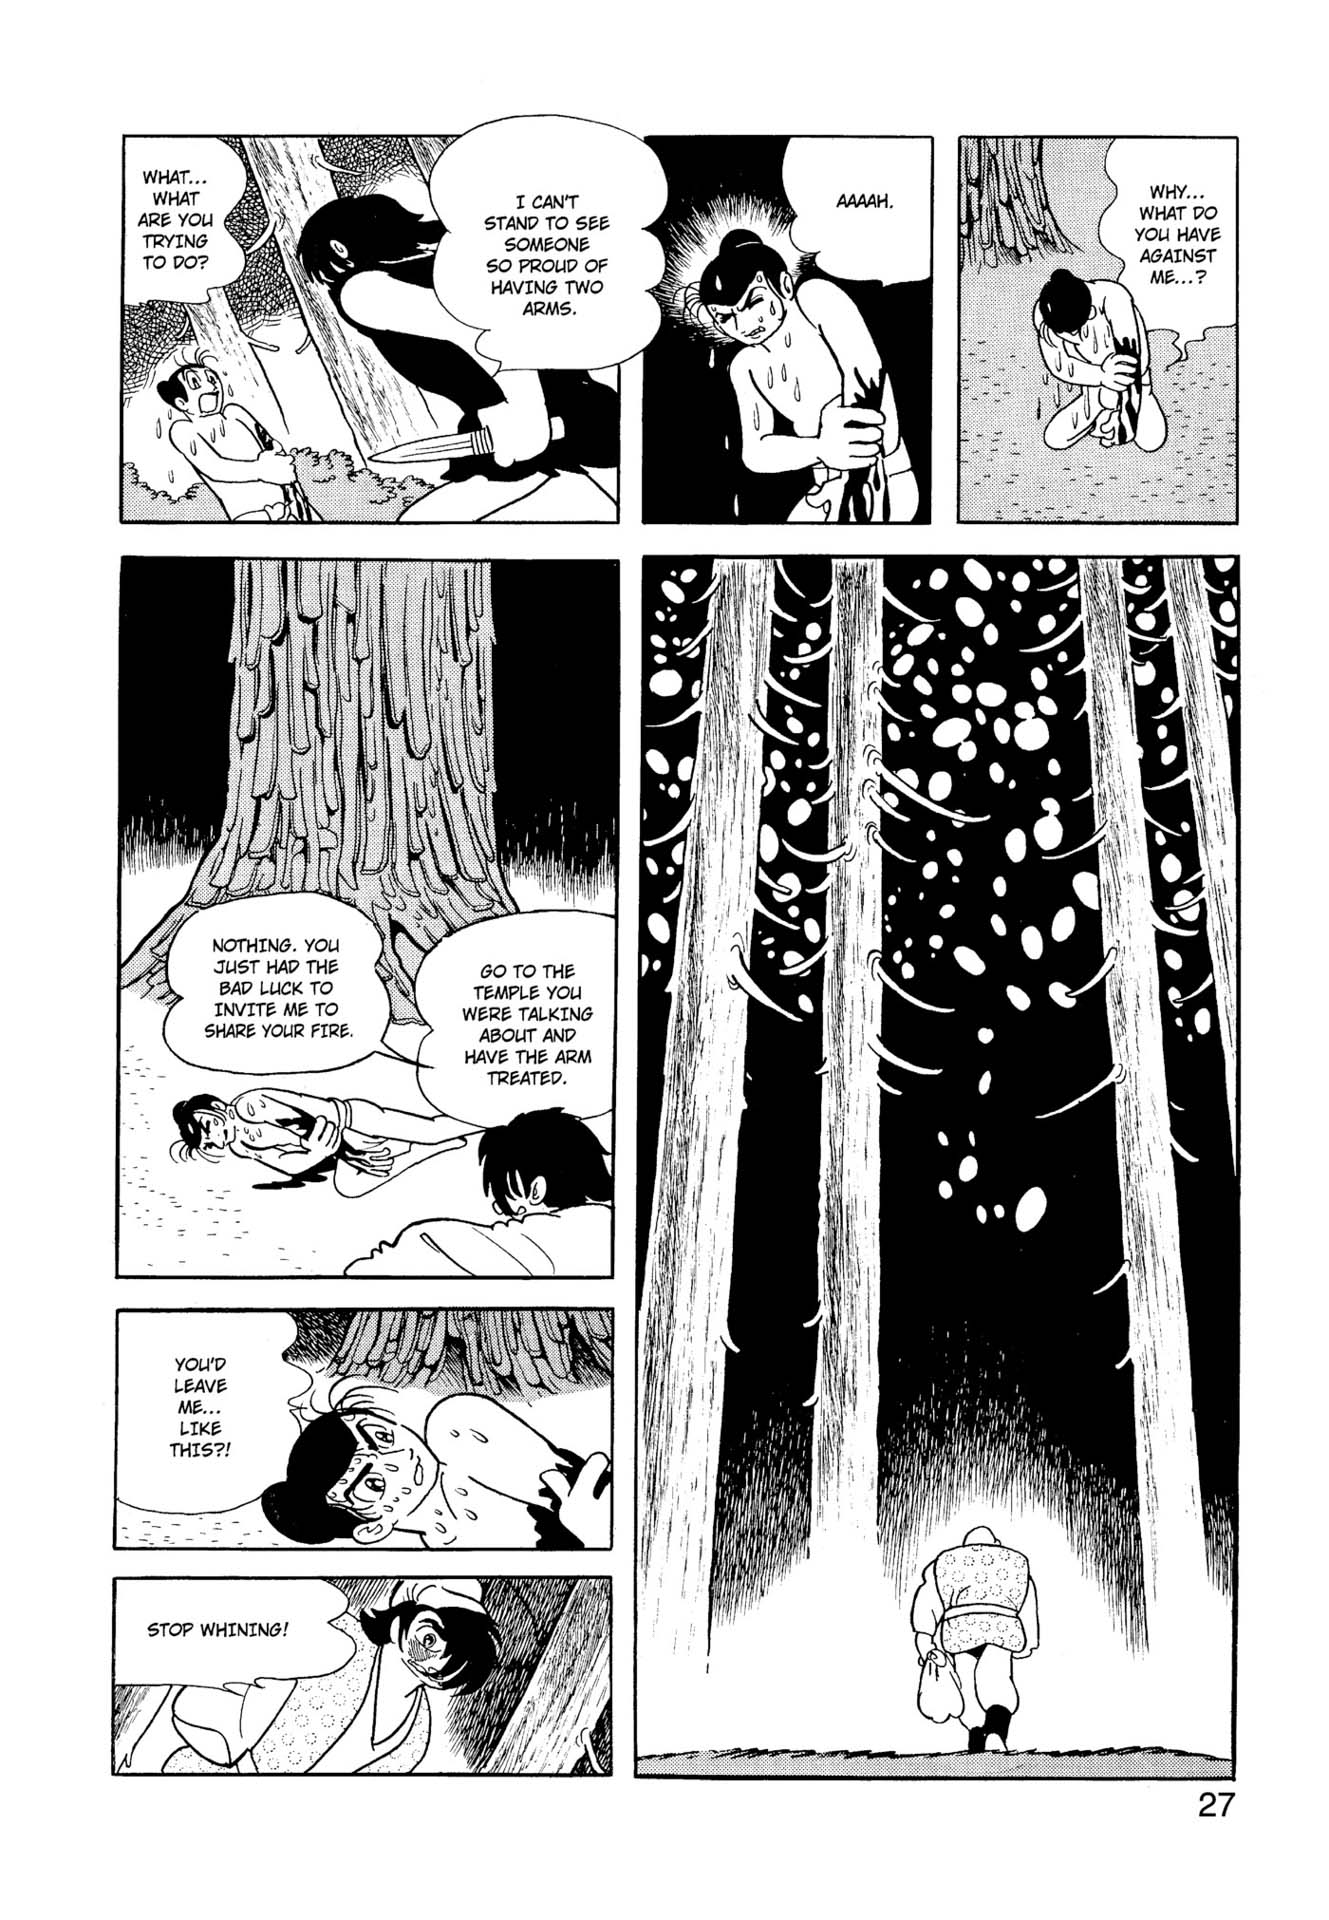 WHAT...
WHAT
ARE YOU
TRYING
TO DO?
I CAN'T
STAND TO SEE
SOMEONE
SO PROUD OF
HAVING TWO
ARMS.
AAAAH.
WHY...
WHAT DO
YOU HAVE
AGAINST
ME...?
NOTHING. YOU
JUST HAD THE
BAD LUCK TO
INVITE ME TO
SHARE YOUR FIRE.
GO TO THE
TEMPLE YOU
WERE TALKING
ABOUT AND
HAVE THE ARM
TREATED.
YOU'D
LEAVE
ME...
LIKE
THIS?!
STOP WHINING!
27